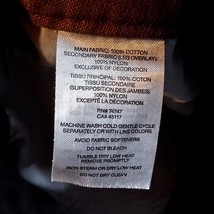 MAIN FABRIC: 100% COTTON
SECONDARY FABRIC (LEG OVERLAY):
100% NYLON
EXCLUSIVE OF DECORATION
TISSU PRINCIPAL: 100% COTON
TISSU SECONDAIRE
(SUPERPOSITION DES JAMBES):
100% NYLON
EXCEPTÉ LA DÉCORATION
RN# 74747
CA# 45117
MACHINE WASH COLD GENTLE CYCLE
SEPARATELY OR WITH LIKE COLORS
AVOID FABRIC SOFTENERS
DO NOT BLEACH
TUMBLE DRY LOW HEAT
REMOVE PROMPTLY
STEAM OR DRY LOW HEAT
DO NOT DRY CLEAN